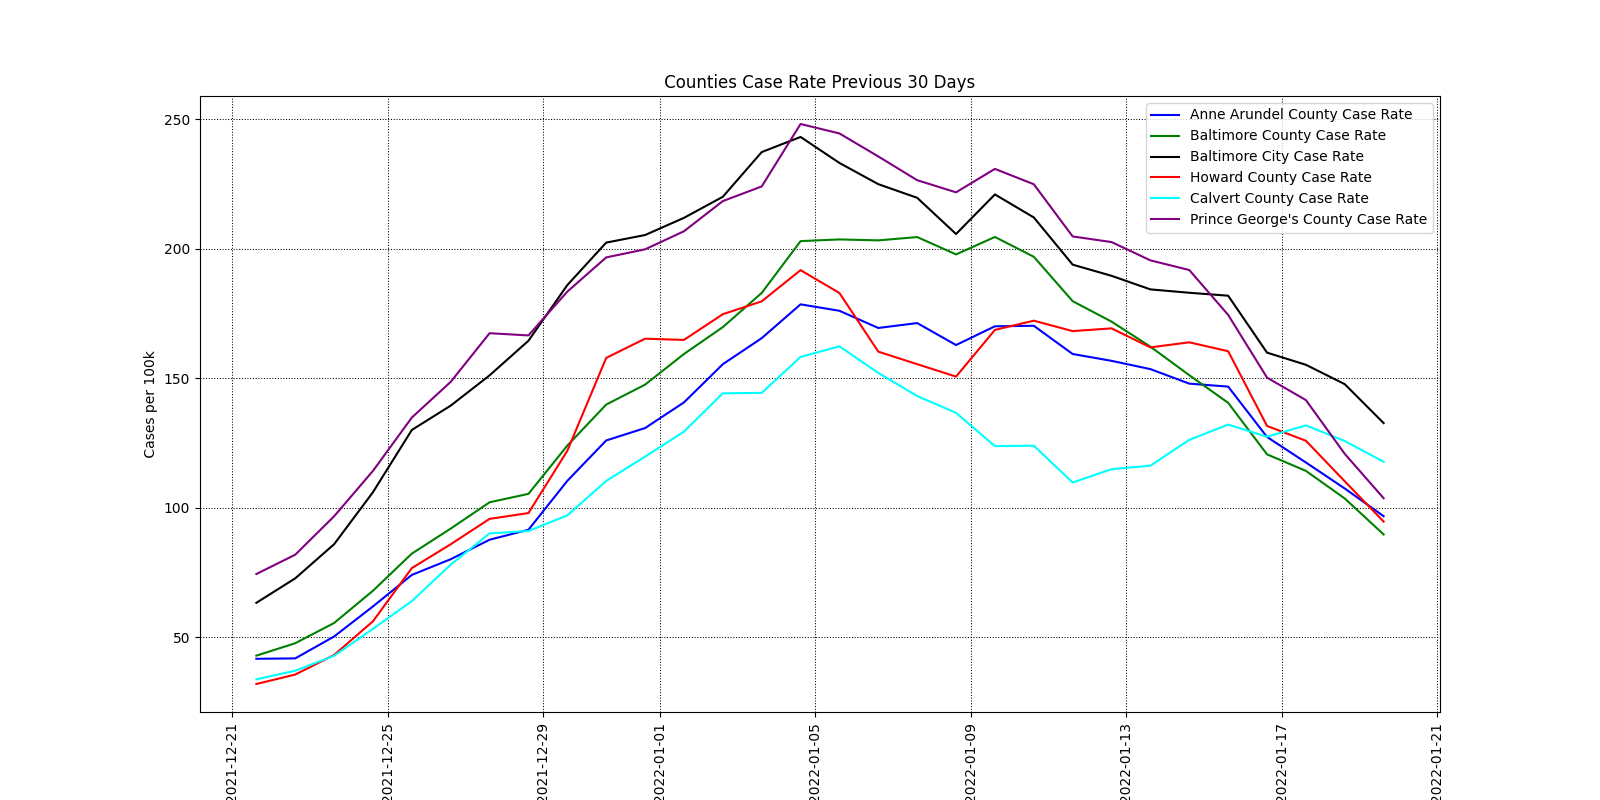 Counties Case Rate Previous 30 Days
Cases per 100k
250
200
150
100
50
Anne Arundel County Case Rate
Baltimore County Case Rate
Baltimore City Case Rate
Howard County Case Rate
Calvert County Case Rate
Prince George's County Case Rate
2021-12-21
2021-12-25
2021-12-29
2022-01-01
2022-01-05
2022-01-09
2022-01-13
2022-01-17
2022-01-21